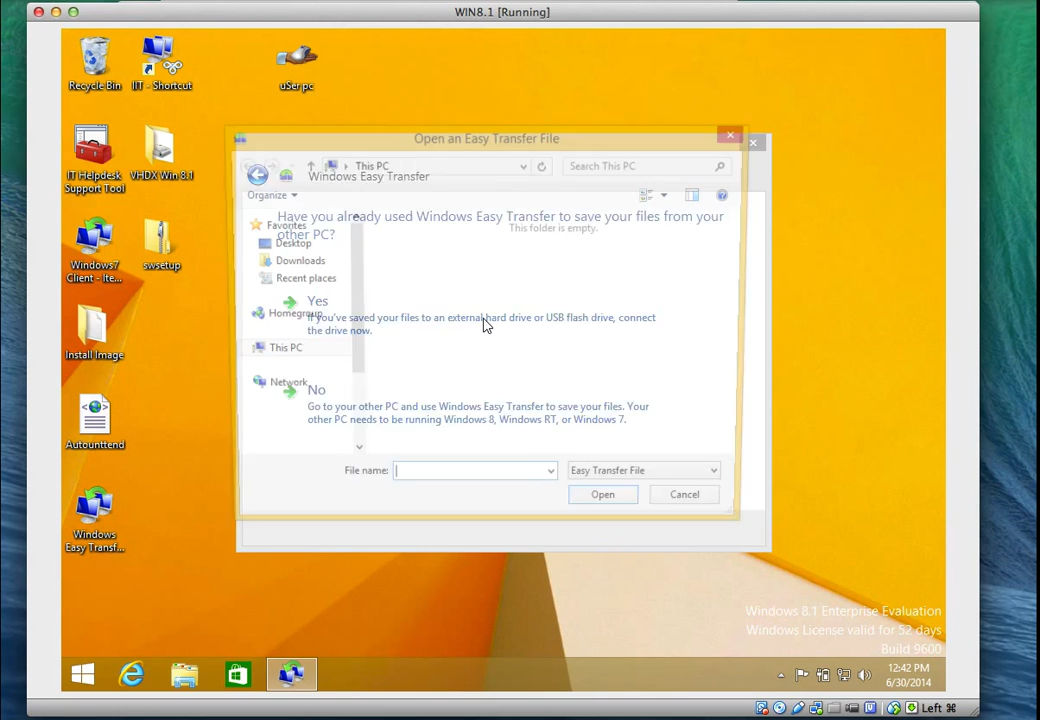 WIN8.1 [Running]
Recycle Bin
IIT - Shortcut
uSer pc
IT Helpdesk
Support Tool
VHDX Win 8.1
Windows7
Client - Ite...
swsetup
Install Image
Autounttend
Windows
Easy Transf...
Open an Easy Transfer File
This PC
Search This PC
Windows Easy Transfer
Organize
Have you already used Windows Easy Transfer to save your files from your
other PC?
This folder is empty.
Favorites
Desktop
Downloads
Recent places
Homegroup
This PC
Network
Yes
If you've saved your files to an external hard drive or USB flash drive, connect
the drive now.
No
Go to your other PC and use Windows Easy Transfer to save your files. Your
other PC needs to be running Windows 8, Windows RT, or Windows 7.
File name:
Easy Transfer File
Open
Cancel
Windows 8.1 Enterprise Evaluation
Windows License valid for 52 days
Build 9600
12:42 PM
6/30/2014
Left ⌘